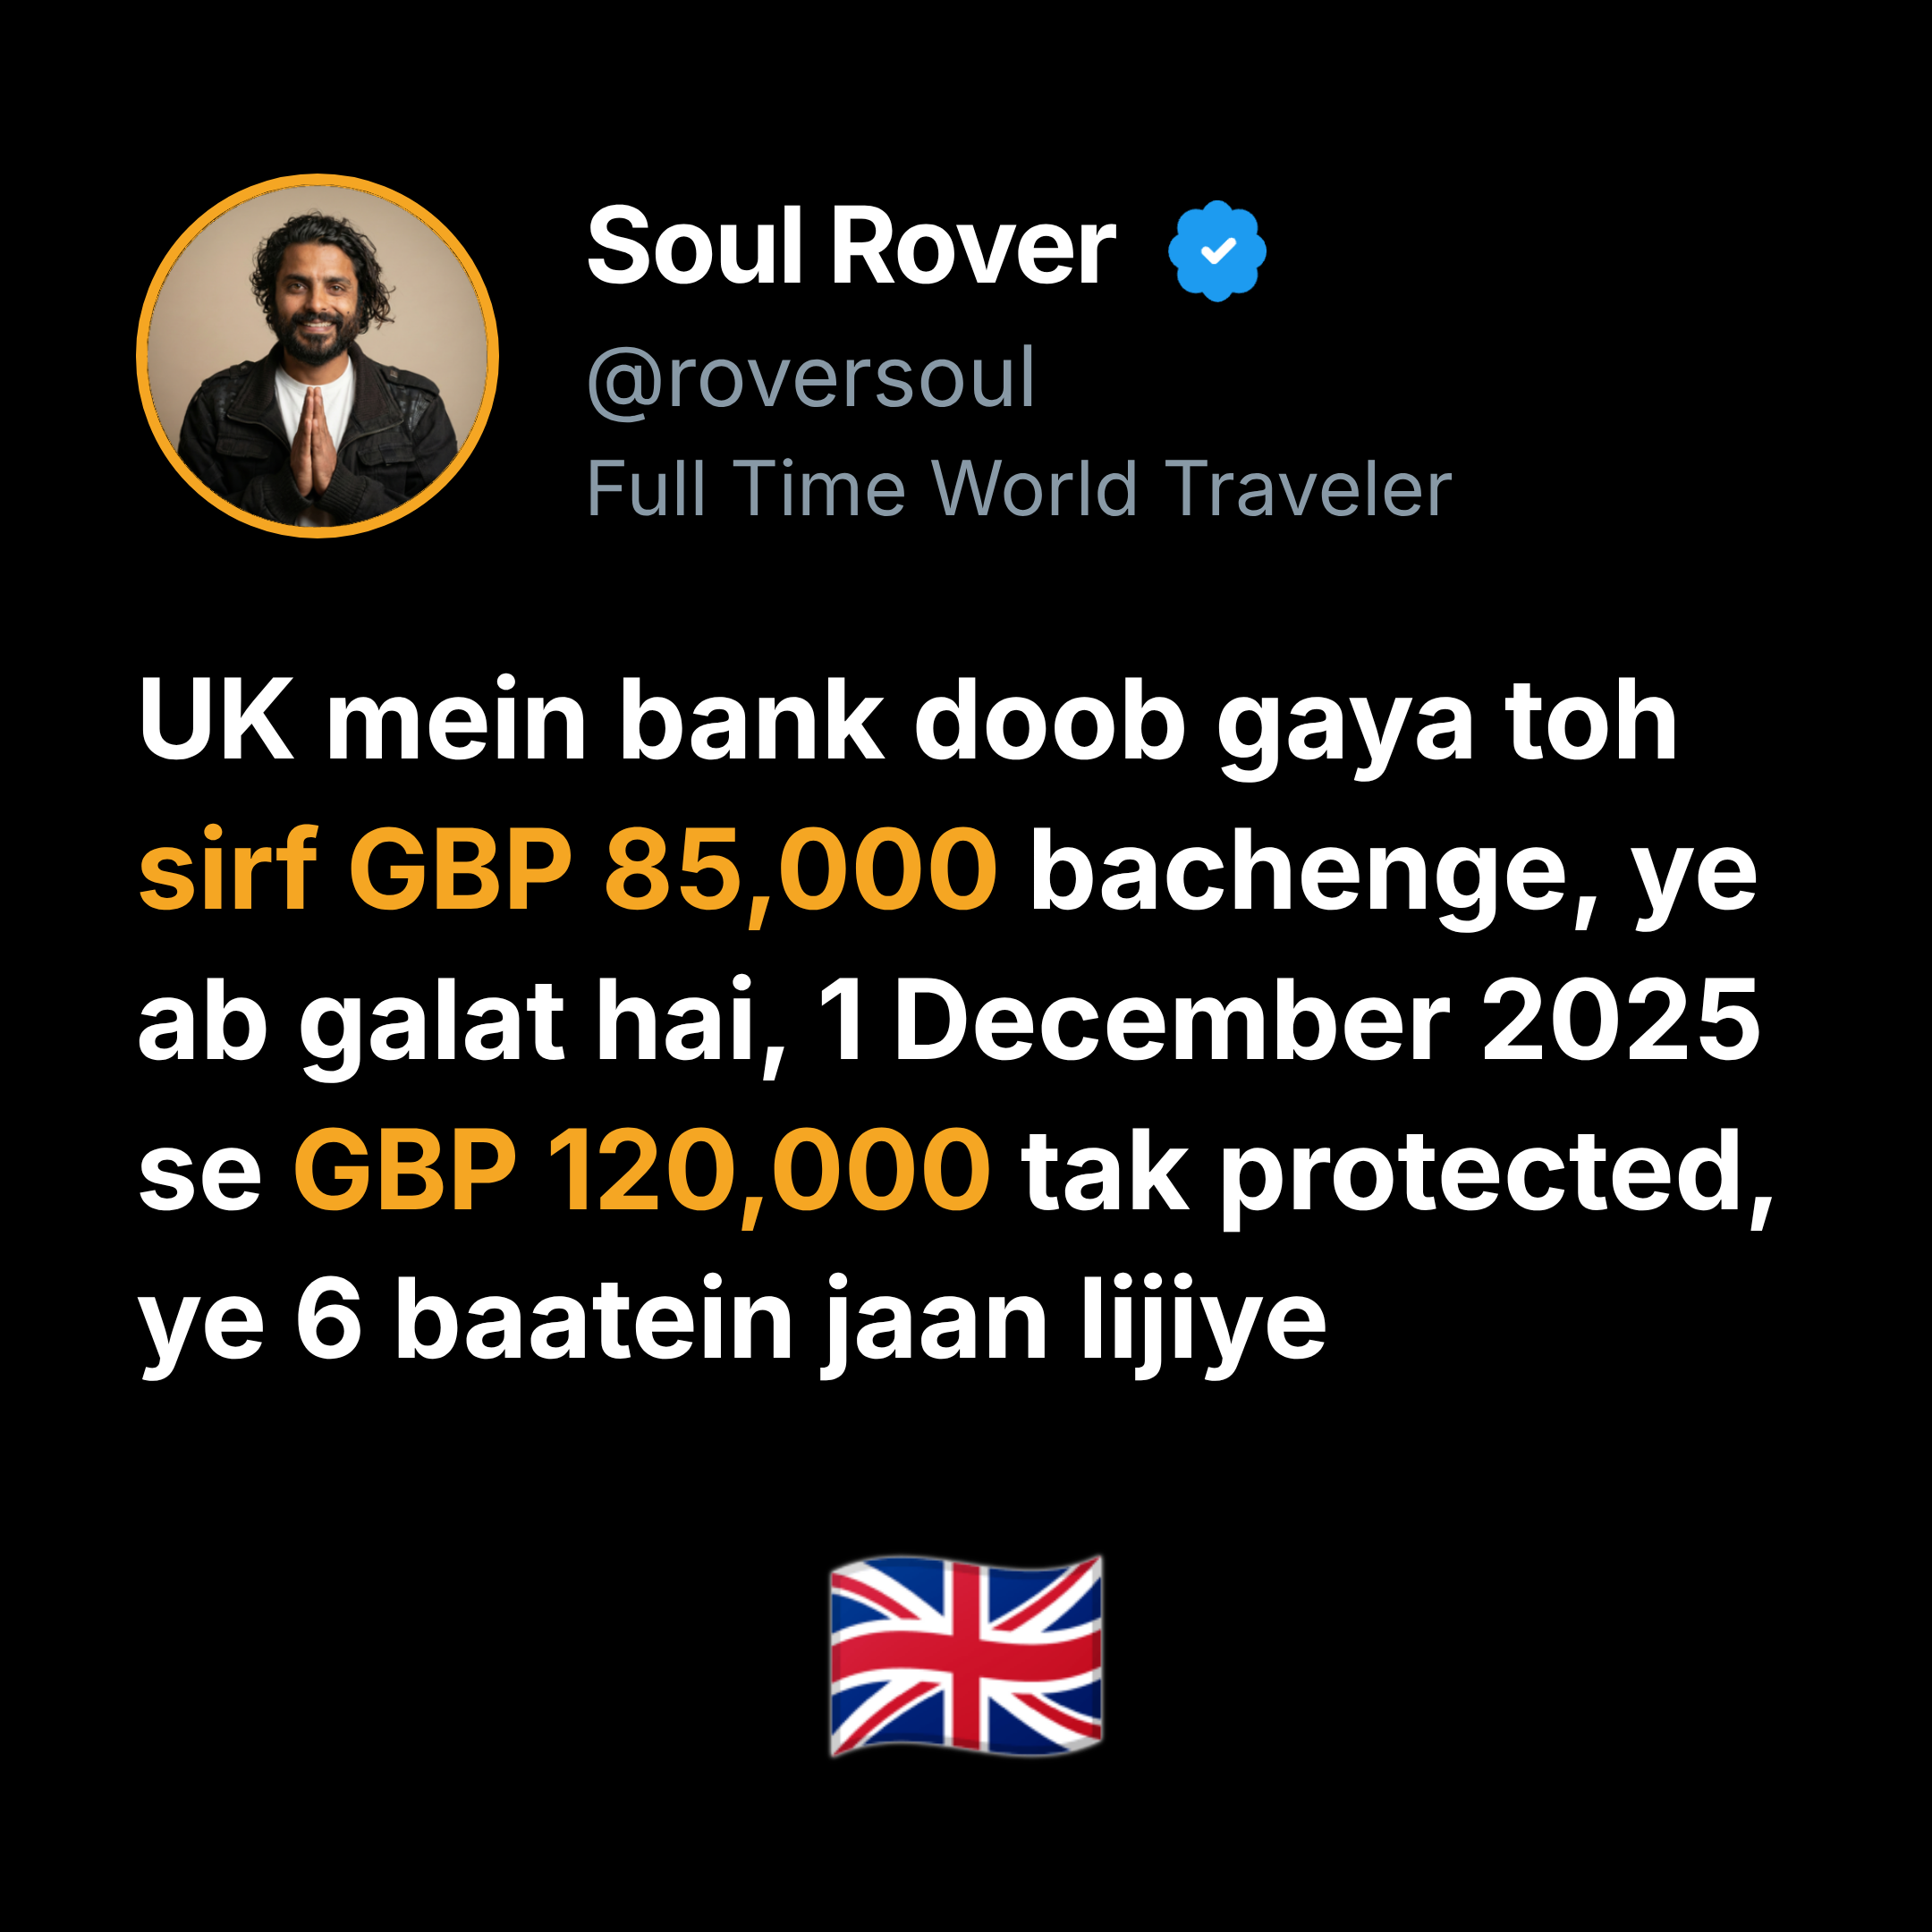 Soul Rover
@roversoul
Full Time World Traveler
UK mein bank doob gaya toh
sirf GBP 85,000 bachenge, ye
ab galat hai, 1 December 2025
se GBP 120,000 tak protected,
ye 6 baatein jaan lijiye